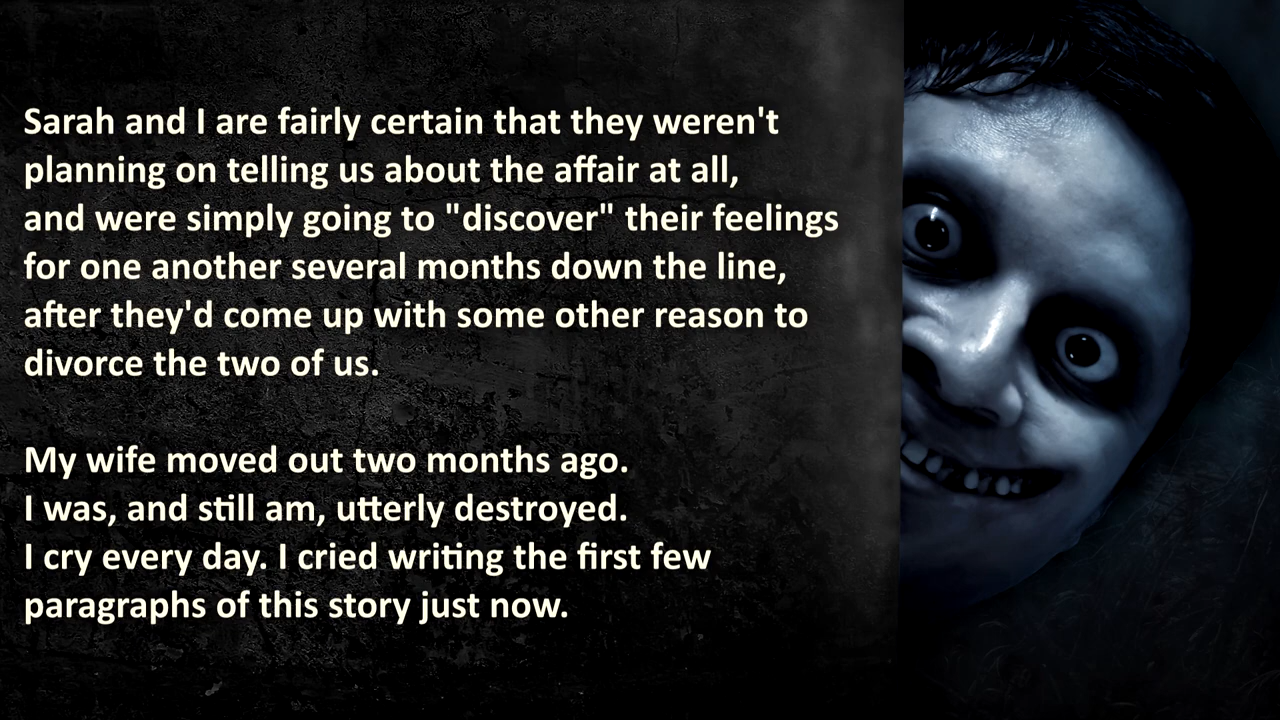 Sarah and I are fairly certain that they weren't
planning on telling us about the affair at all,
and were simply going to "discover" their feelings
for one another several months down the line,
after they'd come up with some other reason to
divorce the two of us.
My wife moved out two months ago.
I was, and still am, utterly destroyed.
I cry every day. I cried writing the first few
paragraphs of this story just now.